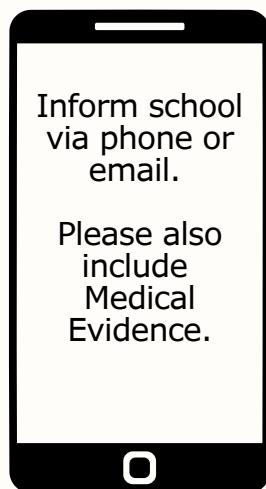 Inform school
via phone or
email.
Please also
include
Medical
Evidence.